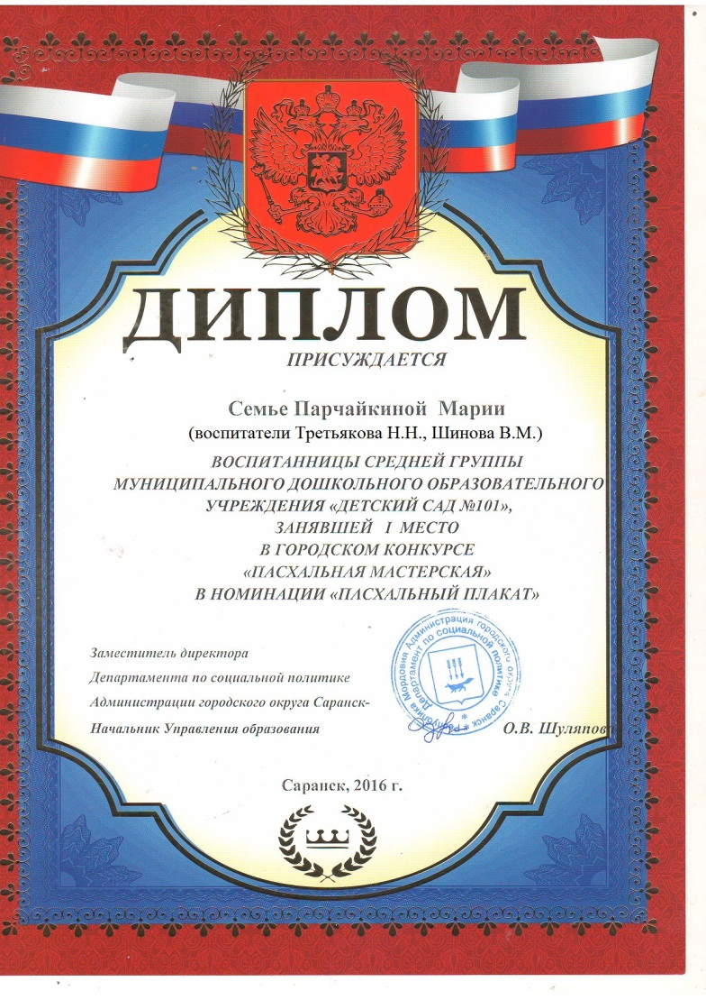 ДИПЛОМ
ПРИСУЖДАЕТСЯ
Семье Парчайкиной Марии
(воспитатели Третьякова Н.Н., Шинова В.М.)
ВОСПИТАННИЦЫ СРЕДНЕЙ ГРУППЫ
МУНИЦИПАЛЬНОГО ДОШКОЛЬНОГО ОБРАЗОВАТЕЛЬНОГО
УЧРЕЖДЕНИЯ «ДЕТСКИЙ САД №101»,
ЗАНЯВШЕЙ I МЕСТО
В ГОРОДСКОМ КОНКУРСЕ
«ПАСХАЛЬНАЯ МАСТЕРСКАЯ»
В НОМИНАЦИИ «ПАСХАЛЬНЫЙ ПЛАКАТ»
Заместитель директора
Департамента по социальной политике
Администрации городского округа Саранск-
Начальник Управления образования
О.В. Шуляпова
Республика Мордовия Администрация городского округа Саранск
Департамент по социальной политике
Саранск, 2016 г.